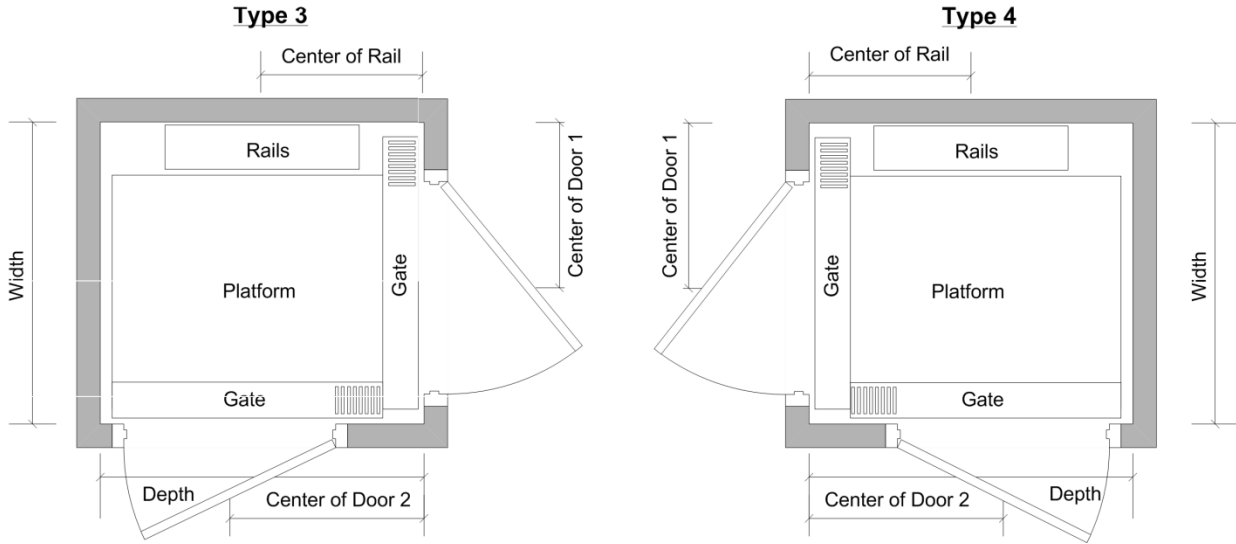 Type 3
Center of Rail
Rails
Center of Door 1
Width
Gate
Platform
Gate
Depth
Center of Door 2
Type 4
Center of Rail
Rails
Center of Door 1
Width
Gate
Platform
Gate
Center of Door 2
Depth